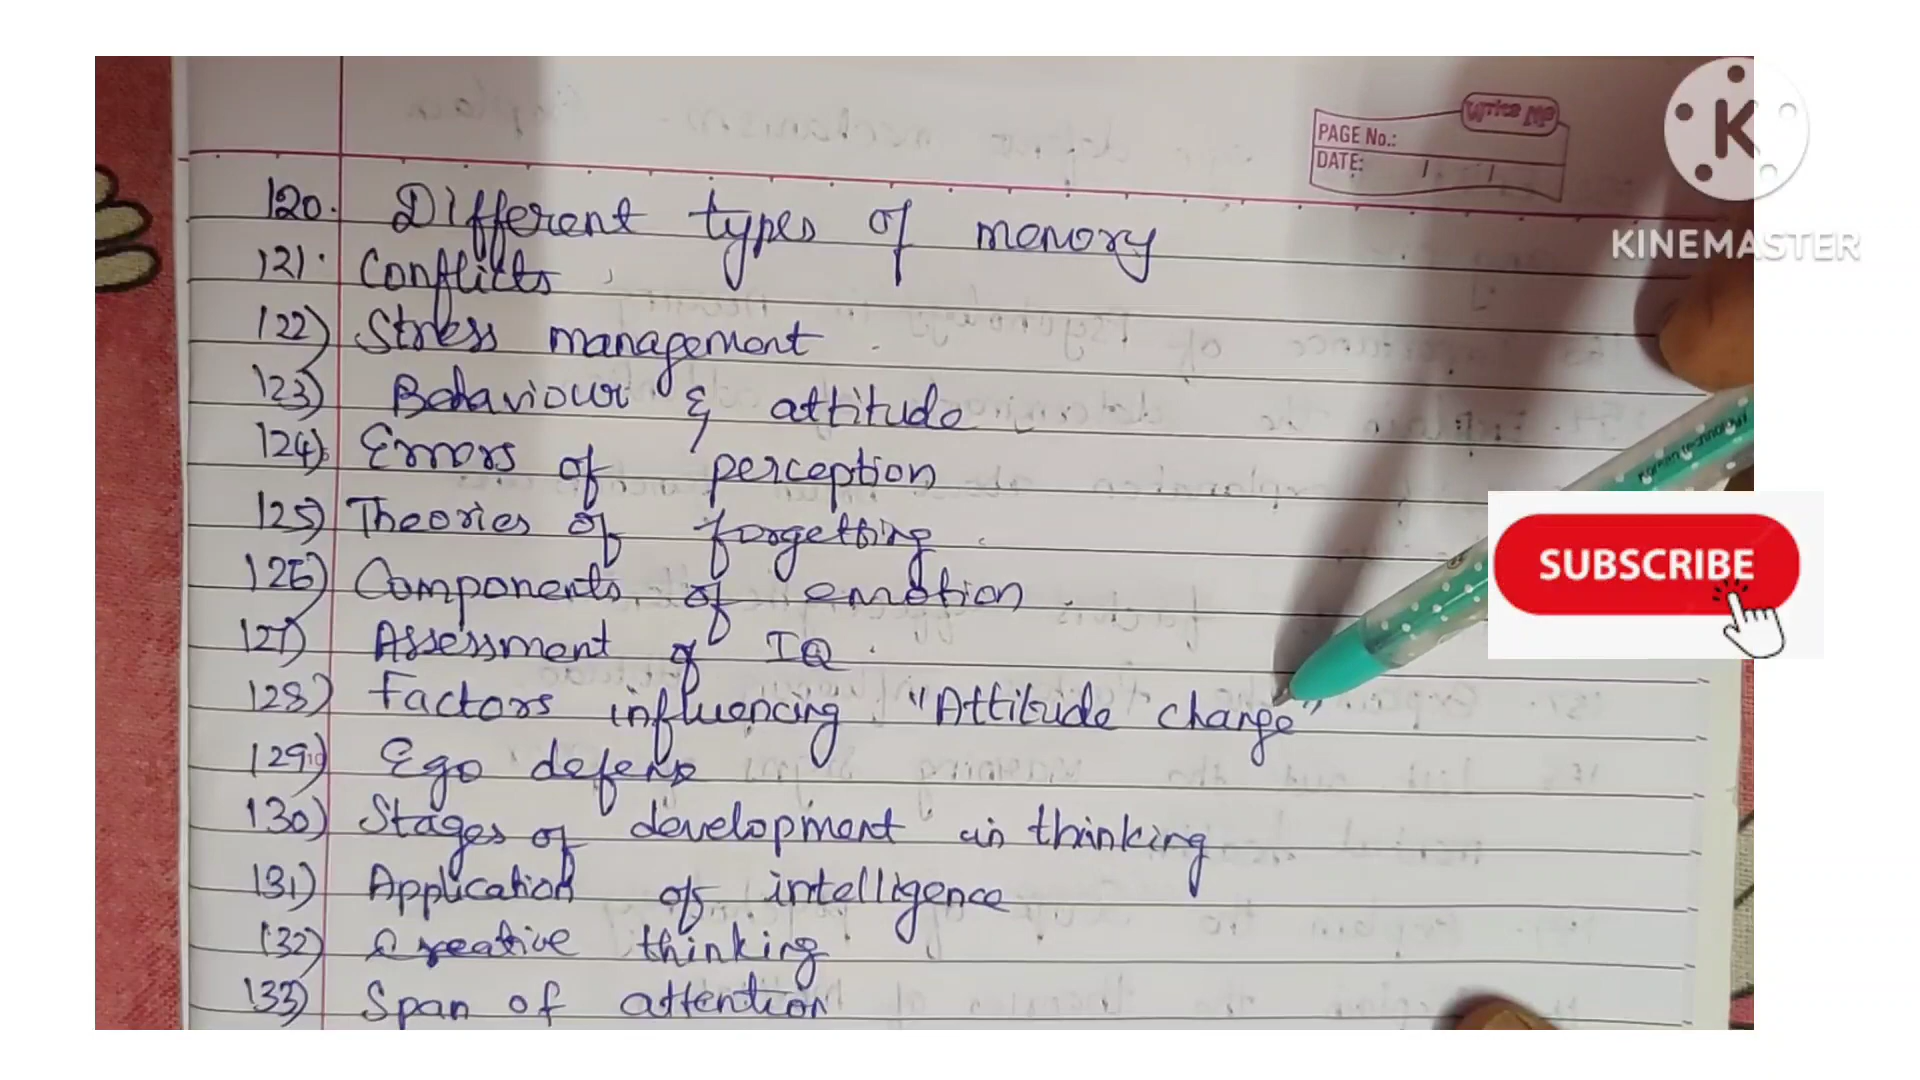 Write Me
PAGE No.:
DATE: / /
KINEMASTER
120. Different types of memory
121. Conflicts
122) Stress management
123) Behaviour & attitude
124) Errors of perception
125) Theories of forgetting
126) Components of emotion
127) Assessment of IQ
128) Factors influencing "Attitude change"
129) Ego defense
130) Stages of development in thinking
131) Application of intelligence
132) Creative thinking
133) Span of attention
SUBSCRIBE